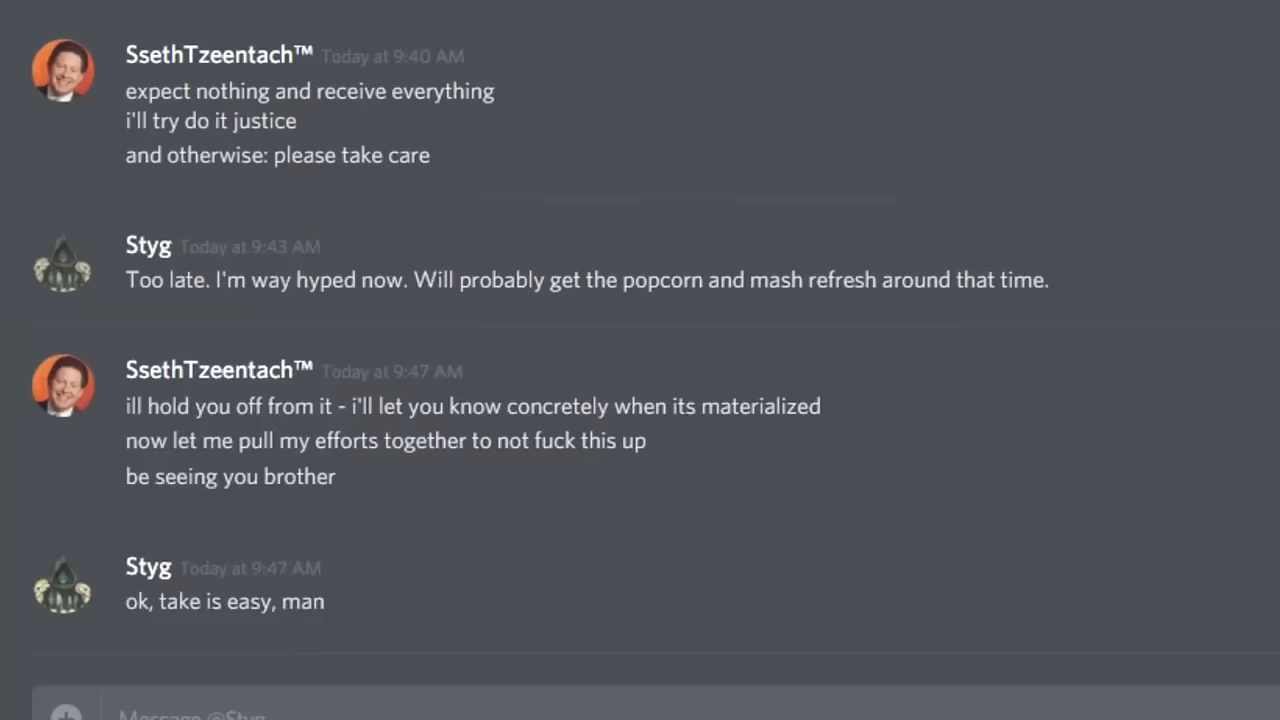 SsethTzeentach™ Today at 9:40 AM
expect nothing and receive everything
i'll try do it justice
and otherwise: please take care
Styg Today at 9:43 AM
Too late. I'm way hyped now. Will probably get the popcorn and mash refresh around that time.
SsethTzeentach™ Today at 9:47 AM
ill hold you off from it - i'll let you know concretely when its materialized
now let me pull my efforts together to not fuck this up
be seeing you brother
Styg Today at 9:47 AM
ok, take is easy, man
Message @Styg